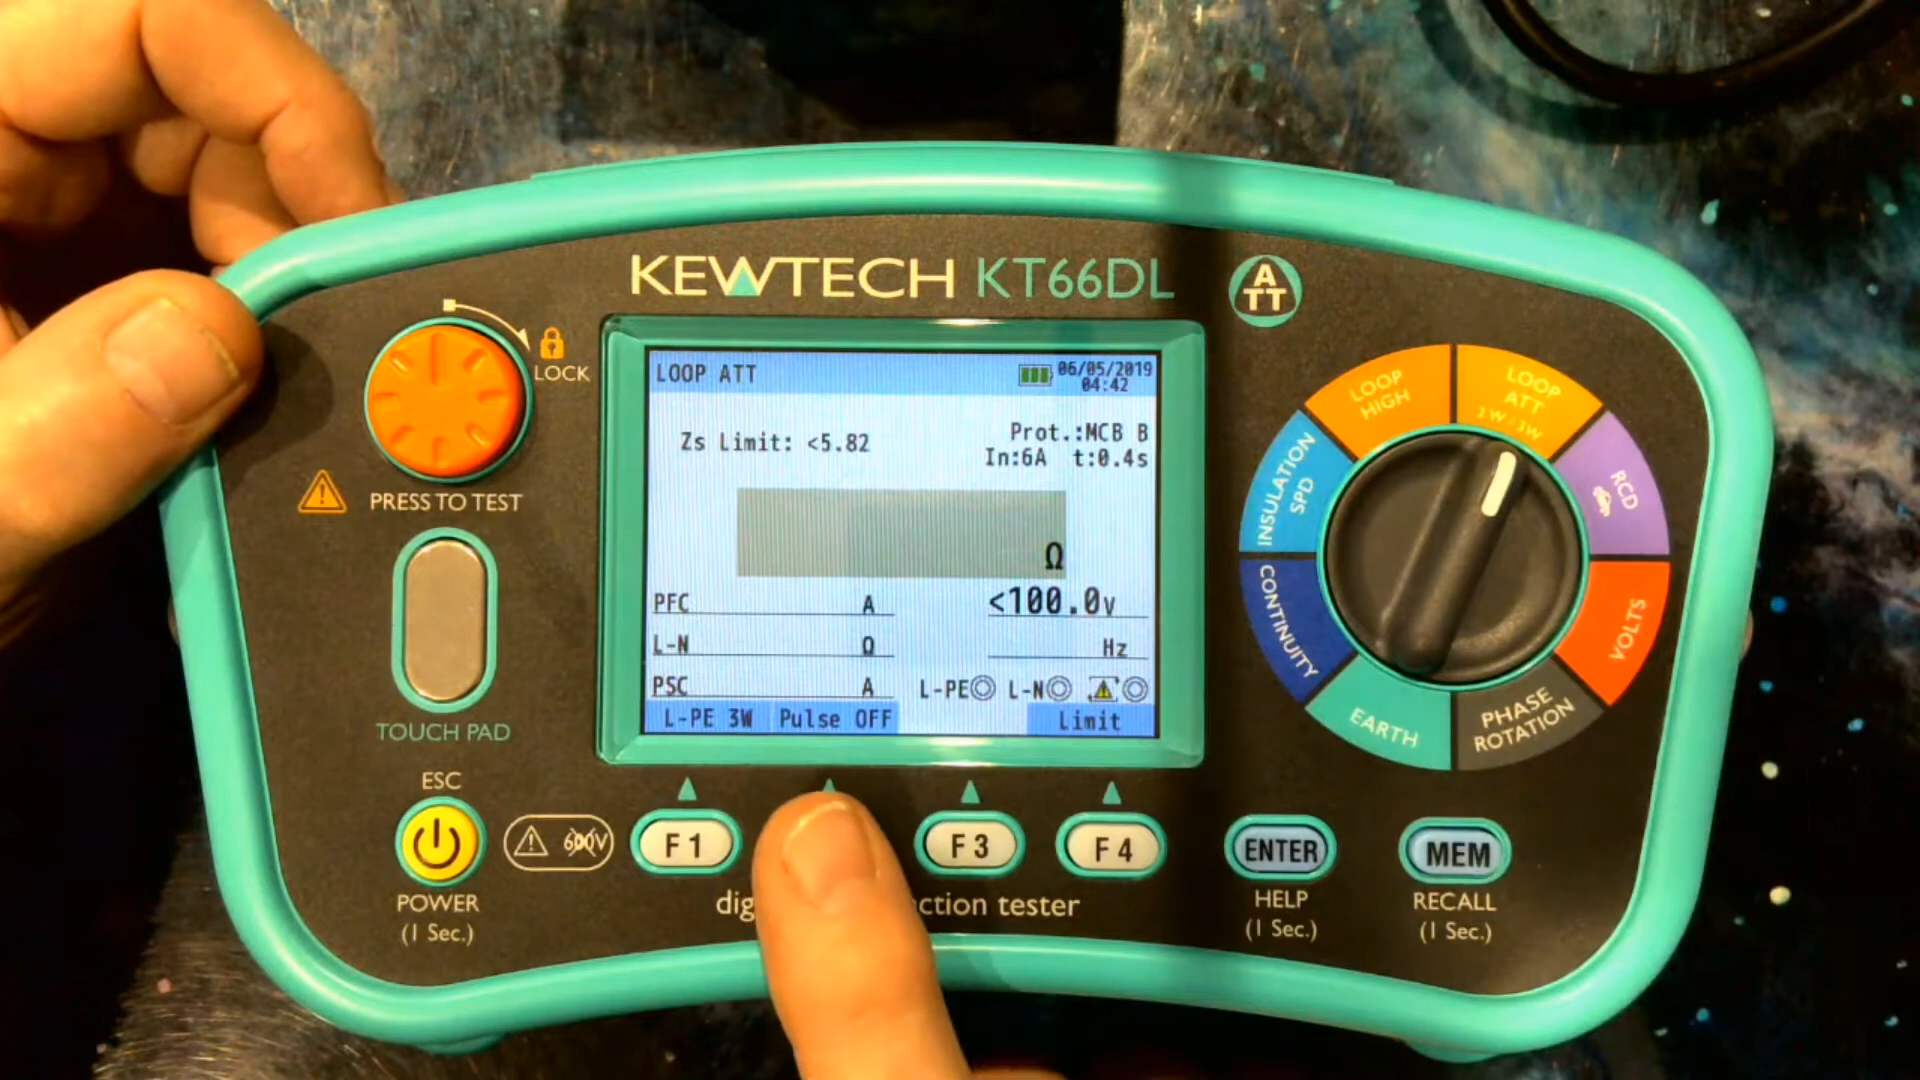 KEWTECH KT66DL
A
TT
LOCK
PRESS TO TEST
TOUCH PAD
ESC
POWER
(1 Sec.)
600V
LOOP ATT
06/05/2019
04:42
Zs Limit: <5.82
Prot.:MCB B
In:6A t:0.4s
Ω
PFC A
<100.0v
L-N Ω
Hz
PSC A
L-PE L-N
L-PE 3W Pulse OFF Limit
F1
F3
F4
ction tester
ENTER
HELP
(1 Sec.)
MEM
RECALL
(1 Sec.)
CONTINUITY
INSULATION
SPD
LOOP
HIGH
LOOP
ATT
2W/3W
RCD
VOLTS
PHASE
ROTATION
EARTH